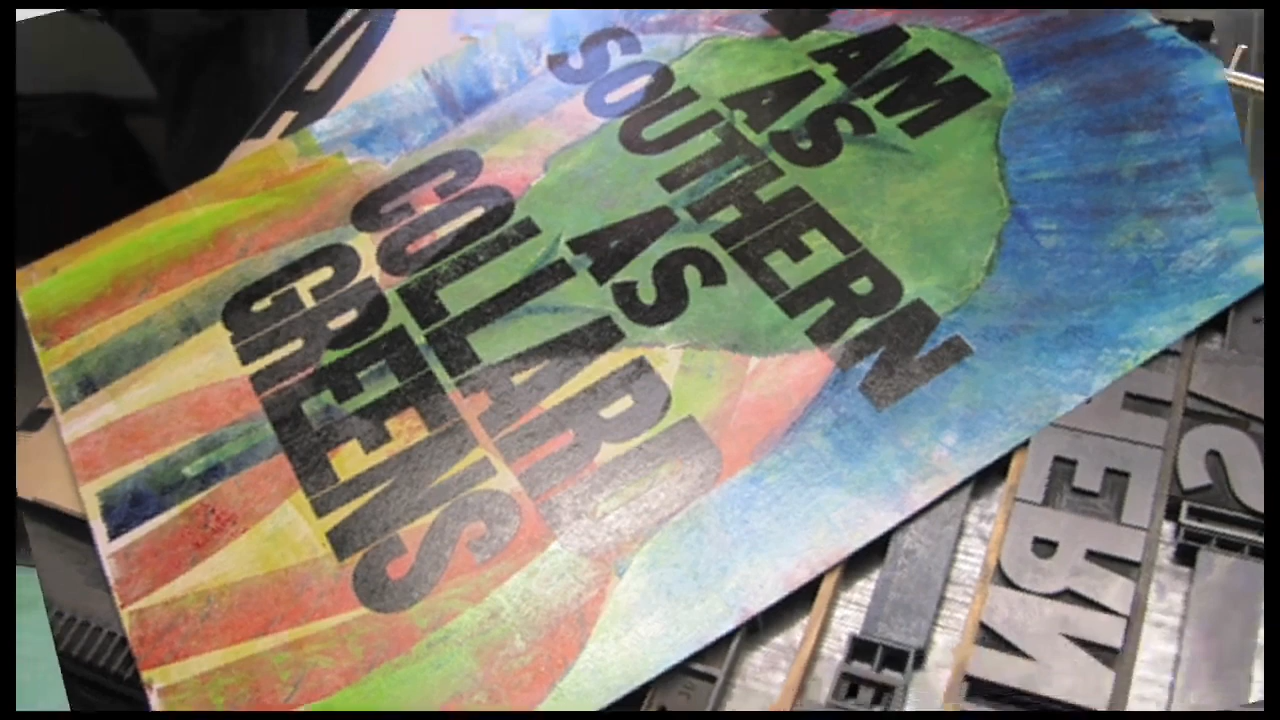 I AM
AS
SOUTHERN
AS
COLLARD
GREENS